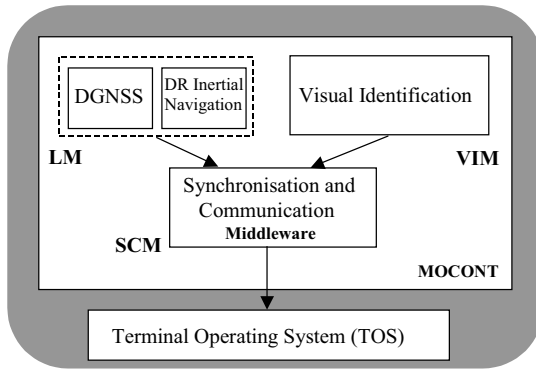 DGNSS
DR Inertial
Navigation
Visual Identification
LM
VIM
Synchronisation and
Communication
Middleware
SCM
MOCONT
Terminal Operating System (TOS)